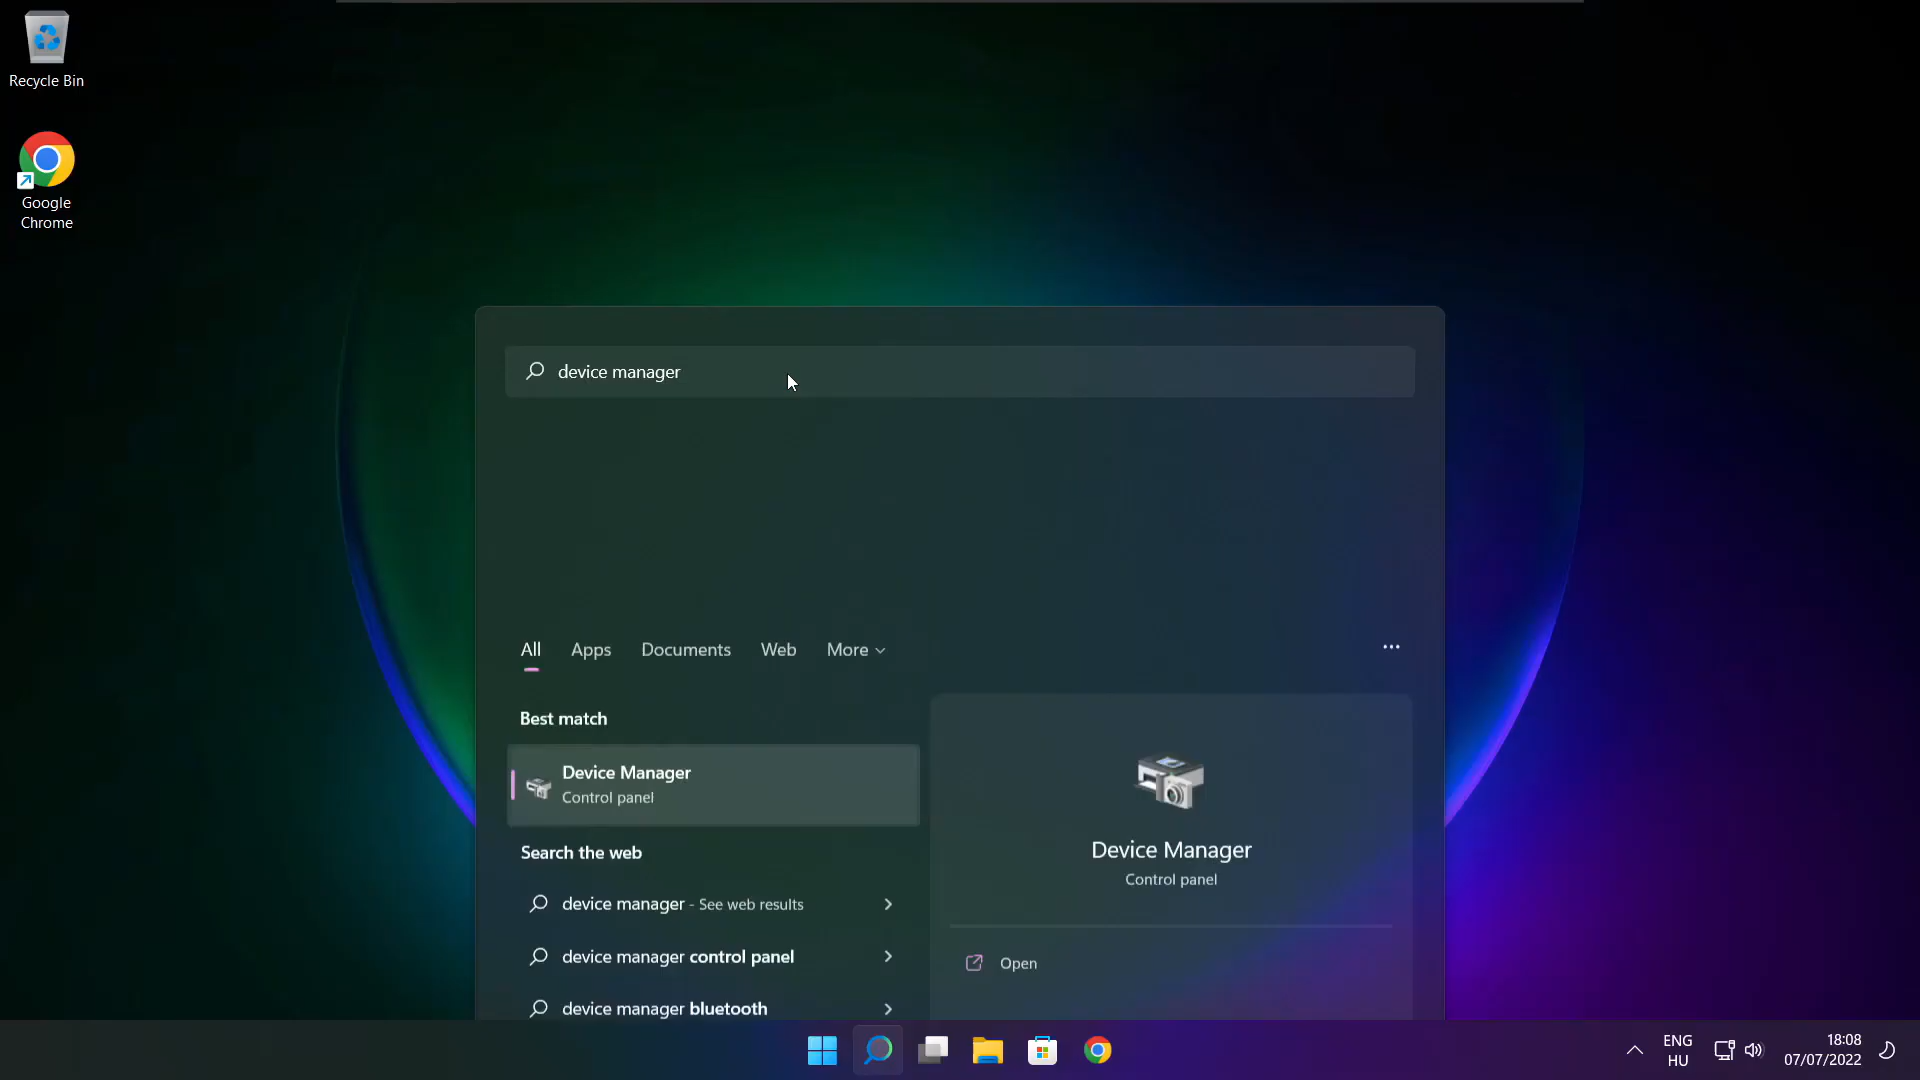 Recycle Bin
Google
Chrome
device manager
All Apps Documents Web More
Best match
Device Manager
Control panel
Search the web
device manager - See web results
device manager control panel
device manager bluetooth
Device Manager
Control panel
Open
ENG
HU
18:08
07/07/2022